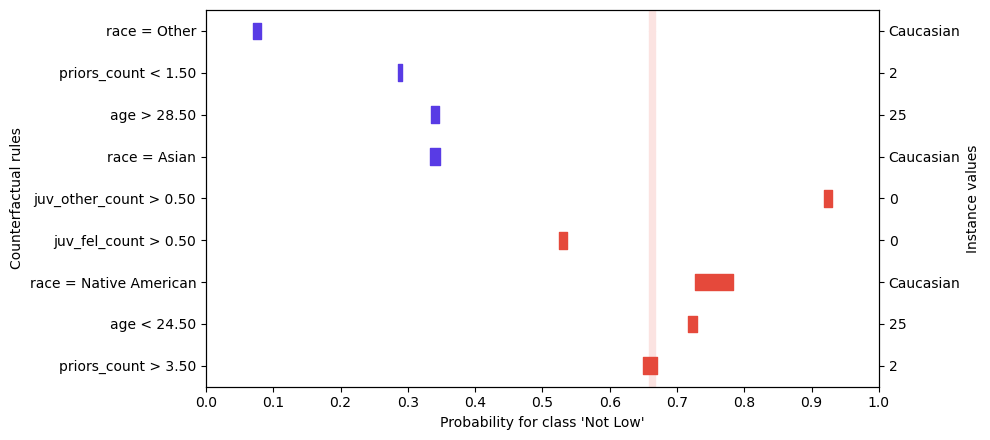 Counterfactual rules
race = Other
priors_count < 1.50
age > 28.50
race = Asian
juv_other_count > 0.50
juv_fel_count > 0.50
race = Native American
age < 24.50
priors_count > 3.50
Caucasian
2
25
Caucasian
0
0
Caucasian
25
2
Instance values
0.0 0.1 0.2 0.3 0.4 0.5 0.6 0.7 0.8 0.9 1.0
Probability for class 'Not Low'